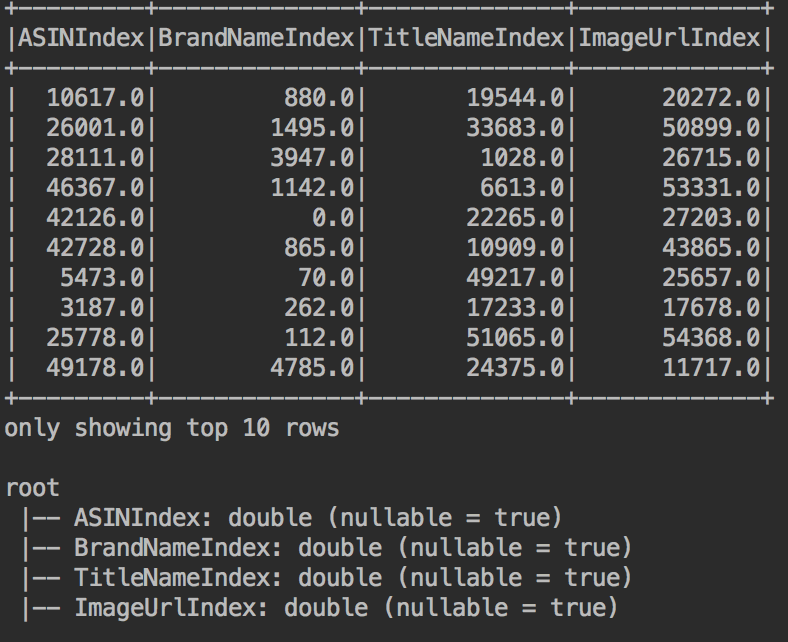 +---------+--------------+--------------+-------------+
|ASINIndex|BrandNameIndex|TitleNameIndex|ImageUrlIndex|
+---------+--------------+--------------+-------------+
|  10617.0|         880.0|       19544.0|      20272.0|
|  26001.0|        1495.0|       33683.0|      50899.0|
|  28111.0|        3947.0|        1028.0|      26715.0|
|  46367.0|        1142.0|        6613.0|      53331.0|
|  42126.0|           0.0|       22265.0|      27203.0|
|  42728.0|         865.0|       10909.0|      43865.0|
|   5473.0|          70.0|       49217.0|      25657.0|
|   3187.0|         262.0|       17233.0|      17678.0|
|  25778.0|         112.0|       51065.0|      54368.0|
|  49178.0|        4785.0|       24375.0|      11717.0|
+---------+--------------+--------------+-------------+
only showing top 10 rows
root
 |-- ASINIndex: double (nullable = true)
 |-- BrandNameIndex: double (nullable = true)
 |-- TitleNameIndex: double (nullable = true)
 |-- ImageUrlIndex: double (nullable = true)